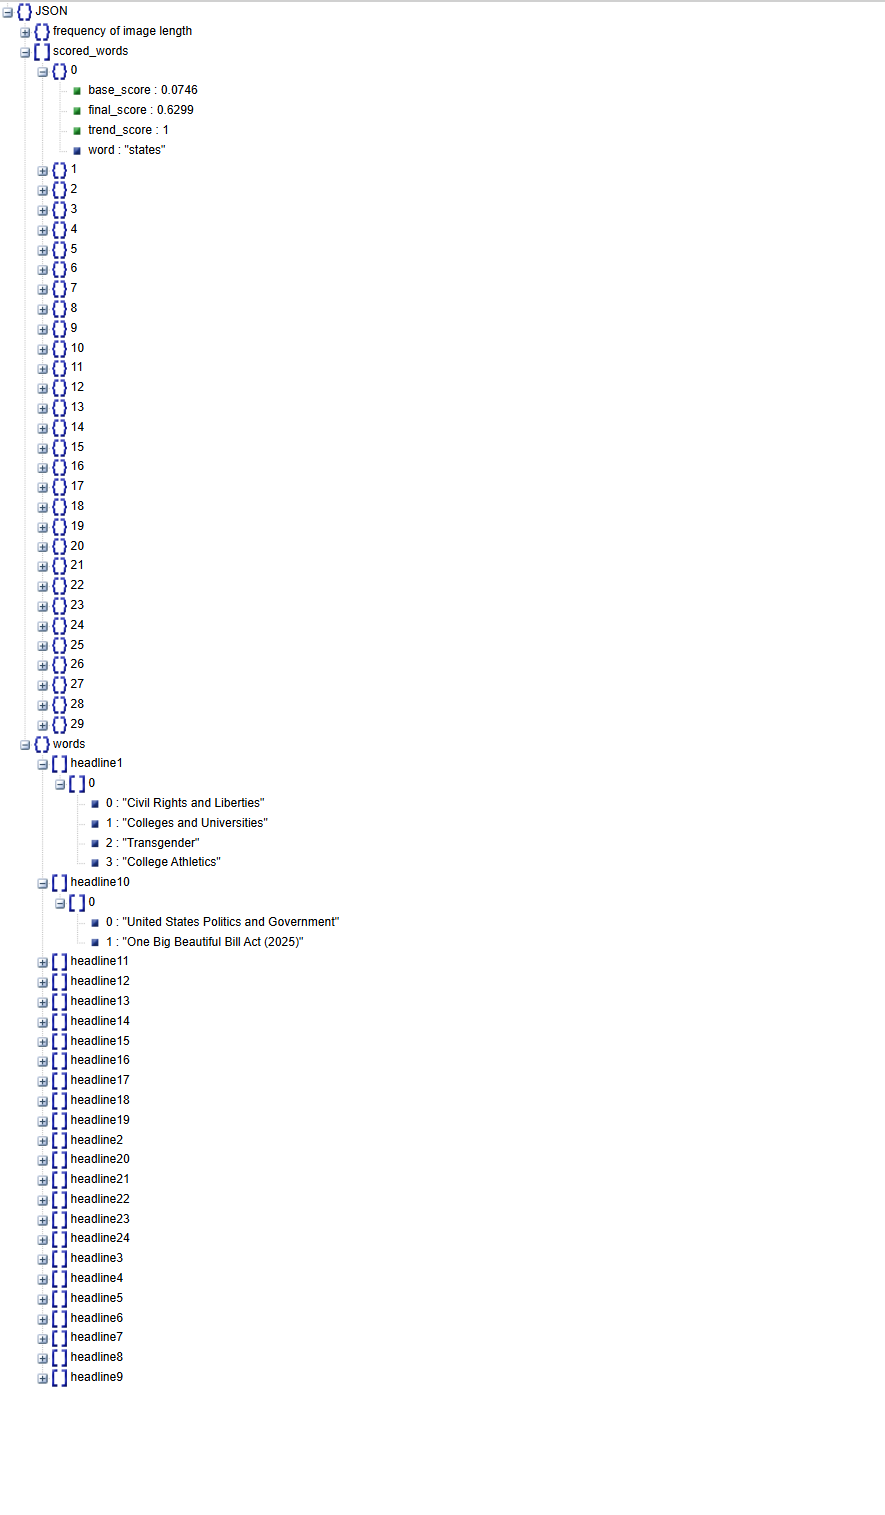 JSON
frequency of image length
scored_words
0
base_score : 0.0746
final_score : 0.6299
trend_score : 1
word : "states"
1
2
3
4
5
6
7
8
9
10
11
12
13
14
15
16
17
18
19
20
21
22
23
24
25
26
27
28
29
words
headline1
0
0 : "Civil Rights and Liberties"
1 : "Colleges and Universities"
2 : "Transgender"
3 : "College Athletics"
headline10
0
0 : "United States Politics and Government"
1 : "One Big Beautiful Bill Act (2025)"
headline11
headline12
headline13
headline14
headline15
headline16
headline17
headline18
headline19
headline2
headline20
headline21
headline22
headline23
headline24
headline3
headline4
headline5
headline6
headline7
headline8
headline9